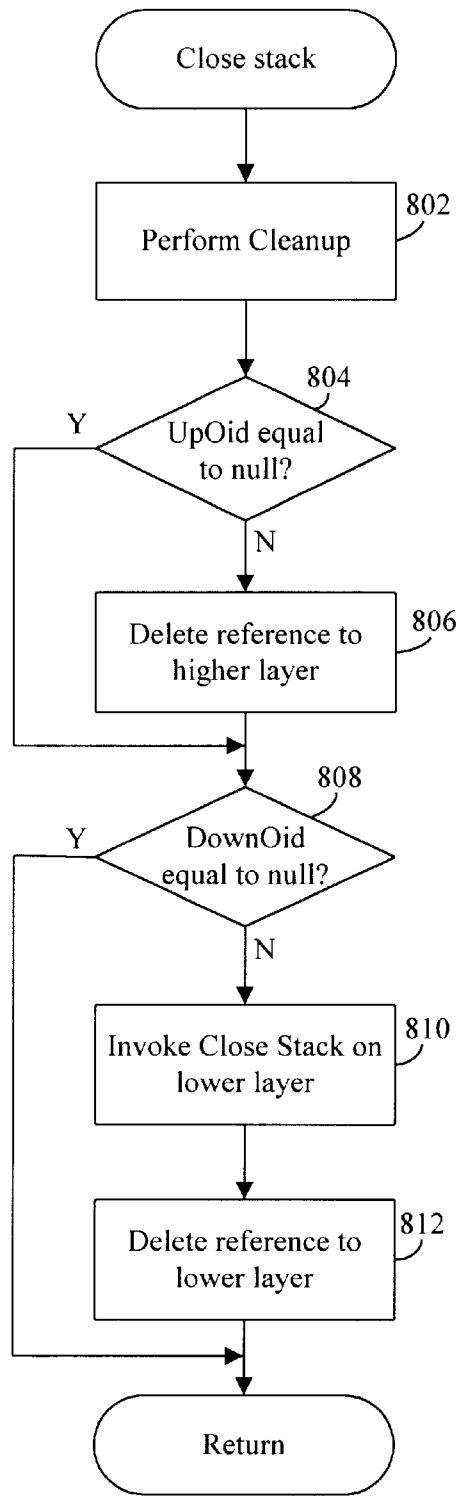 Close stack
802
Perform Cleanup
804
Y
UpOid equal
to null?
N
806
Delete reference to
higher layer
808
Y
DownOid
equal to null?
N
810
Invoke Close Stack on
lower layer
812
Delete reference to
lower layer
Return